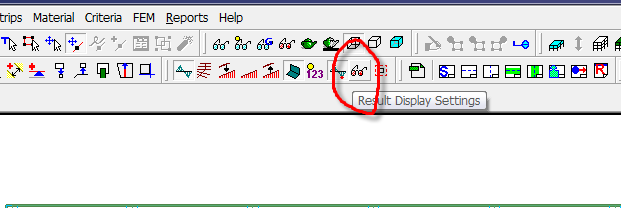 trips Material Criteria FEM Reports Help
G
123
S R
Result Display Settings